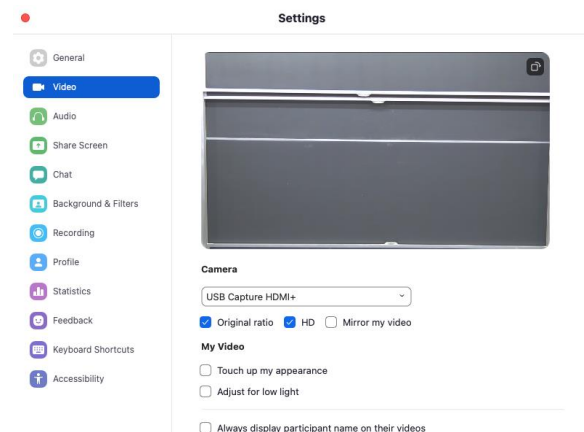 Settings
General
Video
Audio
Share Screen
Chat
Background & Filters
Recording
Profile
Statistics
Feedback
Keyboard Shortcuts
Accessibility
Camera
USB Capture HDMI+
Original ratio HD Mirror my video
My Video
Touch up my appearance
Adjust for low light
Always display participant name on their videos